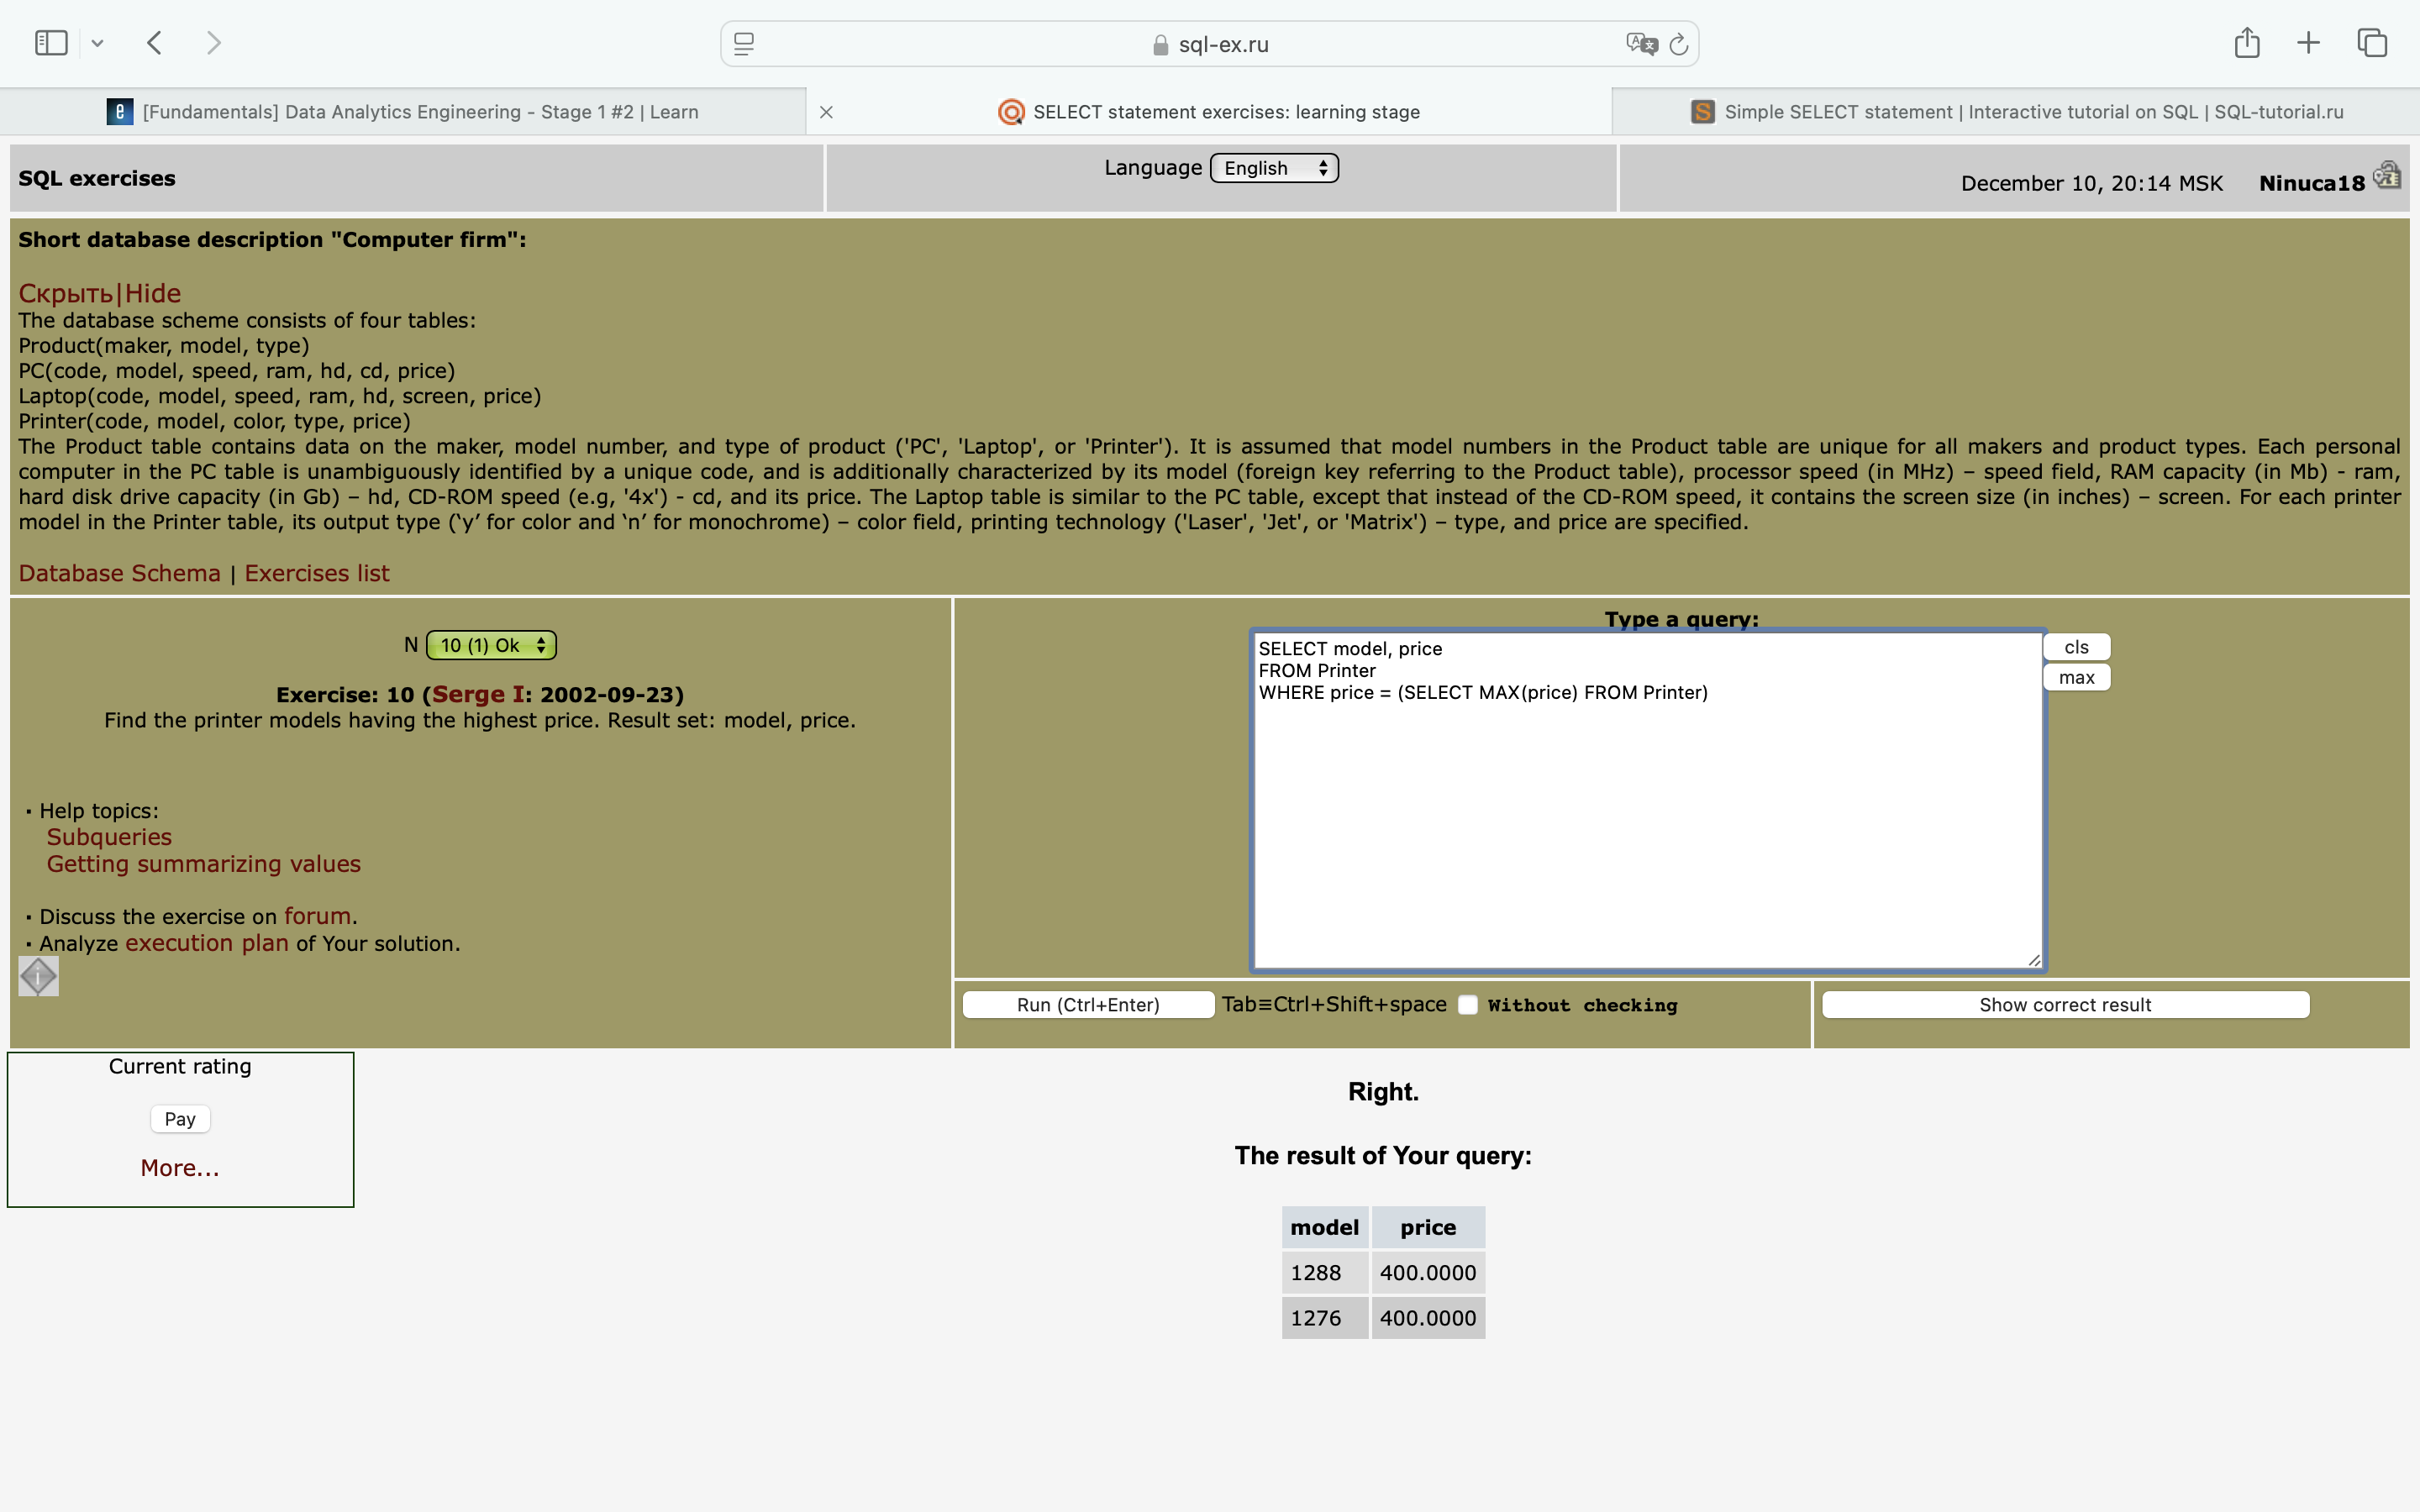 sql-ex.ru
[Fundamentals] Data Analytics Engineering - Stage 1 #2 | Learn
SELECT statement exercises: learning stage
Simple SELECT statement | Interactive tutorial on SQL | SQL-tutorial.ru
SQL exercises
Language English
December 10, 20:14 MSK Ninuca18
Short database description "Computer firm":
Скрыть|Hide
The database scheme consists of four tables:
Product(maker, model, type)
PC(code, model, speed, ram, hd, cd, price)
Laptop(code, model, speed, ram, hd, screen, price)
Printer(code, model, color, type, price)
The Product table contains data on the maker, model number, and type of product ('PC', 'Laptop', or 'Printer'). It is assumed that model numbers in the Product table are unique for all makers and product types. Each personal
computer in the PC table is unambiguously identified by a unique code, and is additionally characterized by its model (foreign key referring to the Product table), processor speed (in MHz) – speed field, RAM capacity (in Mb) - ram,
hard disk drive capacity (in Gb) – hd, CD-ROM speed (e.g, '4x') - cd, and its price. The Laptop table is similar to the PC table, except that instead of the CD-ROM speed, it contains the screen size (in inches) – screen. For each printer
model in the Printer table, its output type (‘y’ for color and ‘n’ for monochrome) – color field, printing technology ('Laser', 'Jet', or 'Matrix') – type, and price are specified.
Database Schema | Exercises list
N 10 (1) Ok
Exercise: 10 (Serge I: 2002-09-23)
Find the printer models having the highest price. Result set: model, price.
· Help topics:
Subqueries
Getting summarizing values
· Discuss the exercise on forum.
· Analyze execution plan of Your solution.
Type a query:
SELECT model, price
FROM Printer
WHERE price = (SELECT MAX(price) FROM Printer)
cls
max
Run (Ctrl+Enter) Tab≡Ctrl+Shift+space Without checking
Show correct result
Current rating
Pay
More...
Right.
The result of Your query:
model price
1288 400.0000
1276 400.0000